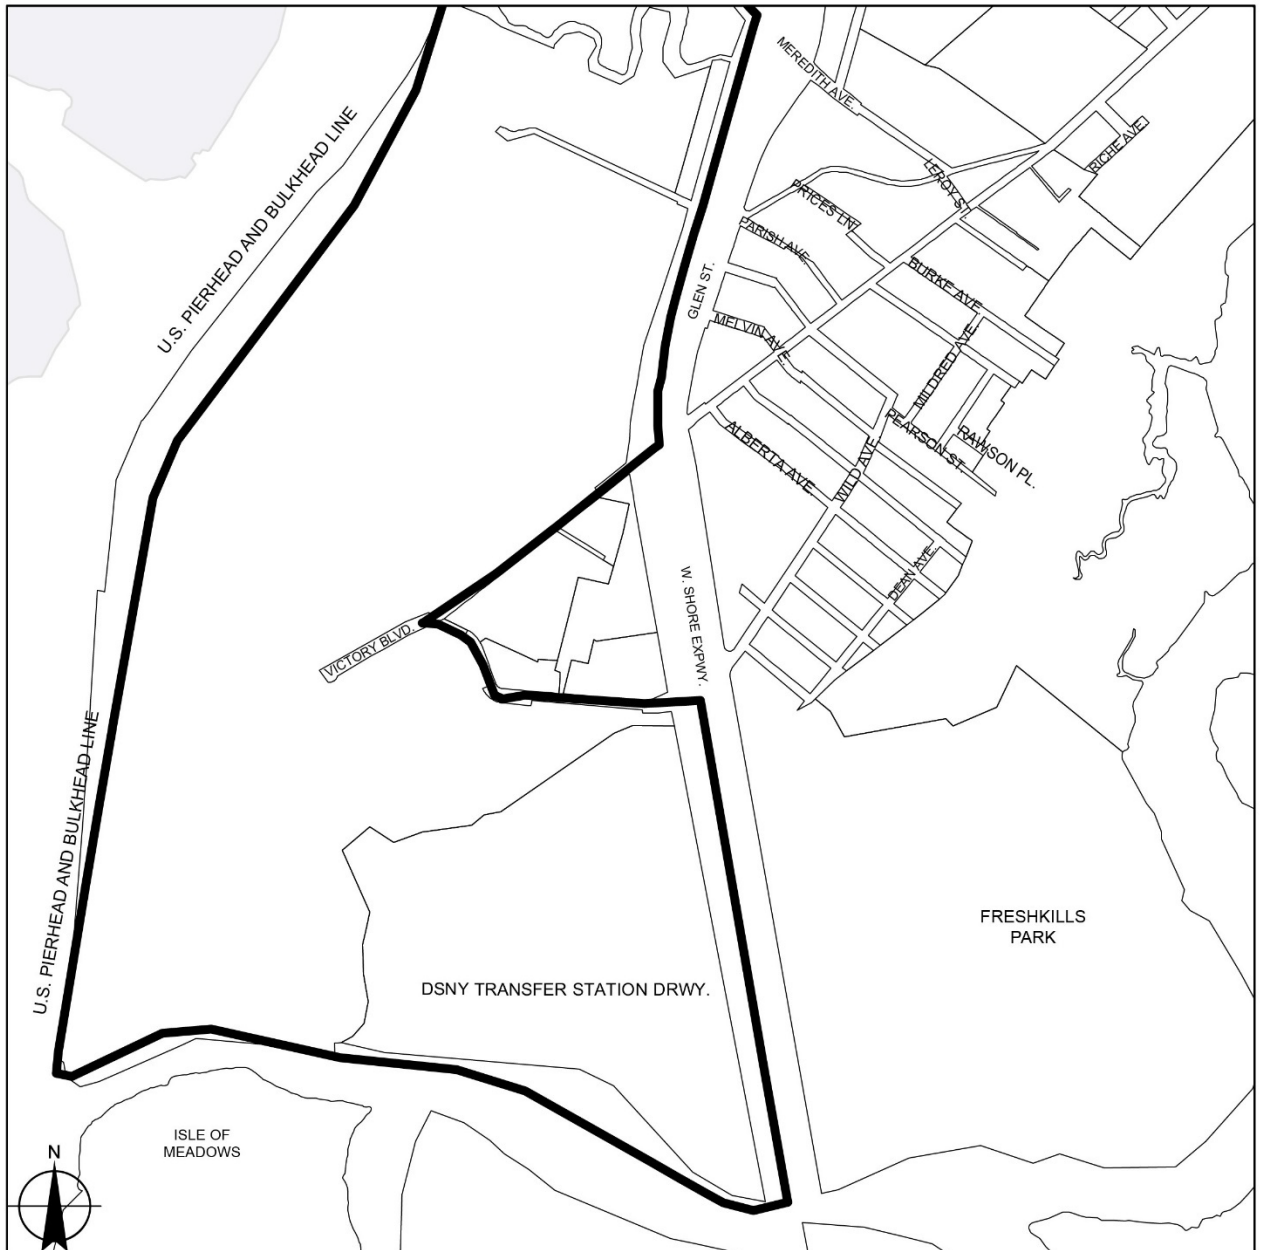 MEREDITH AVE.
U.S. PIERHEAD AND BULKHEAD LINE
RICHE AVE.
LEROY S
PRICES LN.
PARISH AVE
GLEN ST.
BURKE AVE.
MELVIN AVE.
MILDRED AVE
ALBERTA AVE.
WILD AVE
PEARSON ST.
RAWSON PL.
W. SHORE EXPWY.
DEAN AVE.
VICTORY BLVD.
U.S. PIERHEAD AND BULKHEAD LINE
FRESHKILLS
PARK
DSNY TRANSFER STATION DRWY.
ISLE OF
MEADOWS
N